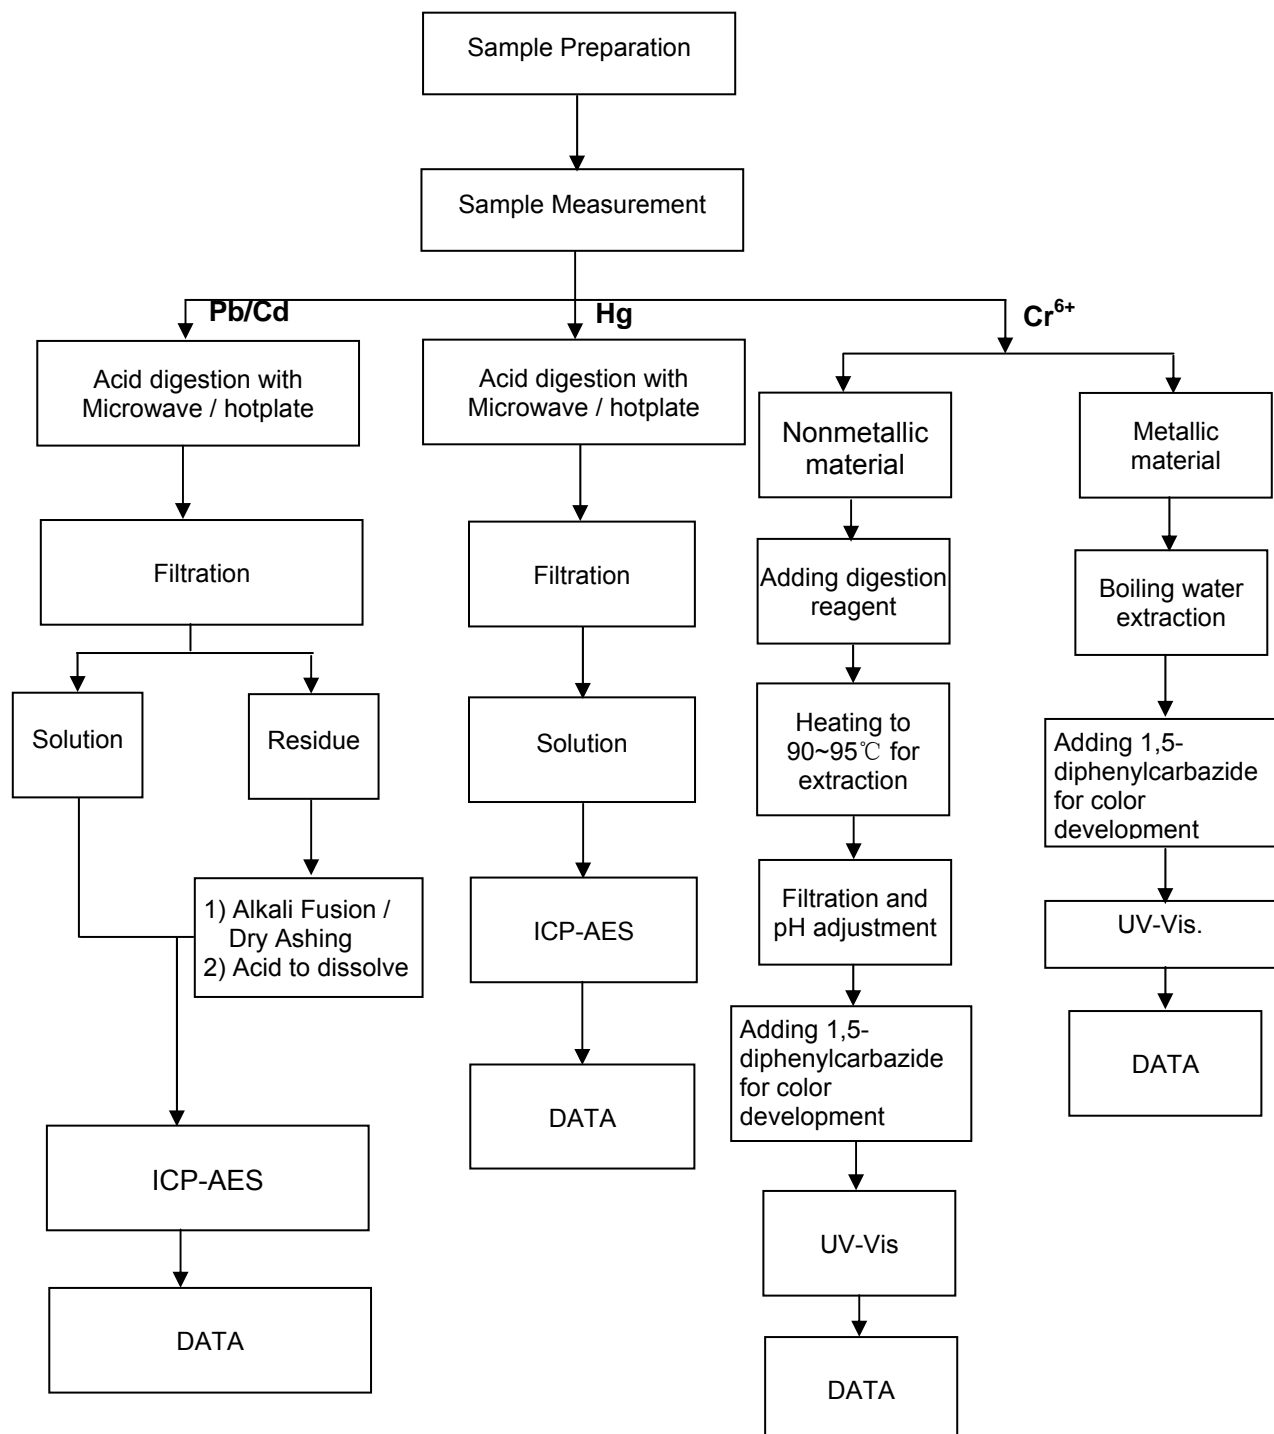 Sample Preparation
Sample Measurement
Pb/Cd
Hg
Cr6+
Acid digestion with
Microwave / hotplate
Filtration
Solution
Residue
1) Alkali Fusion /
Dry Ashing
2) Acid to dissolve
ICP-AES
DATA
Acid digestion with
Microwave / hotplate
Filtration
Solution
ICP-AES
DATA
Nonmetallic
material
Adding digestion
reagent
Heating to
90~95℃ for
extraction
Filtration and
pH adjustment
Adding 1,5-
diphenylcarbazide
for color
development
UV-Vis
DATA
Metallic
material
Boiling water
extraction
Adding 1,5-
diphenylcarbazide
for color
development
UV-Vis.
DATA